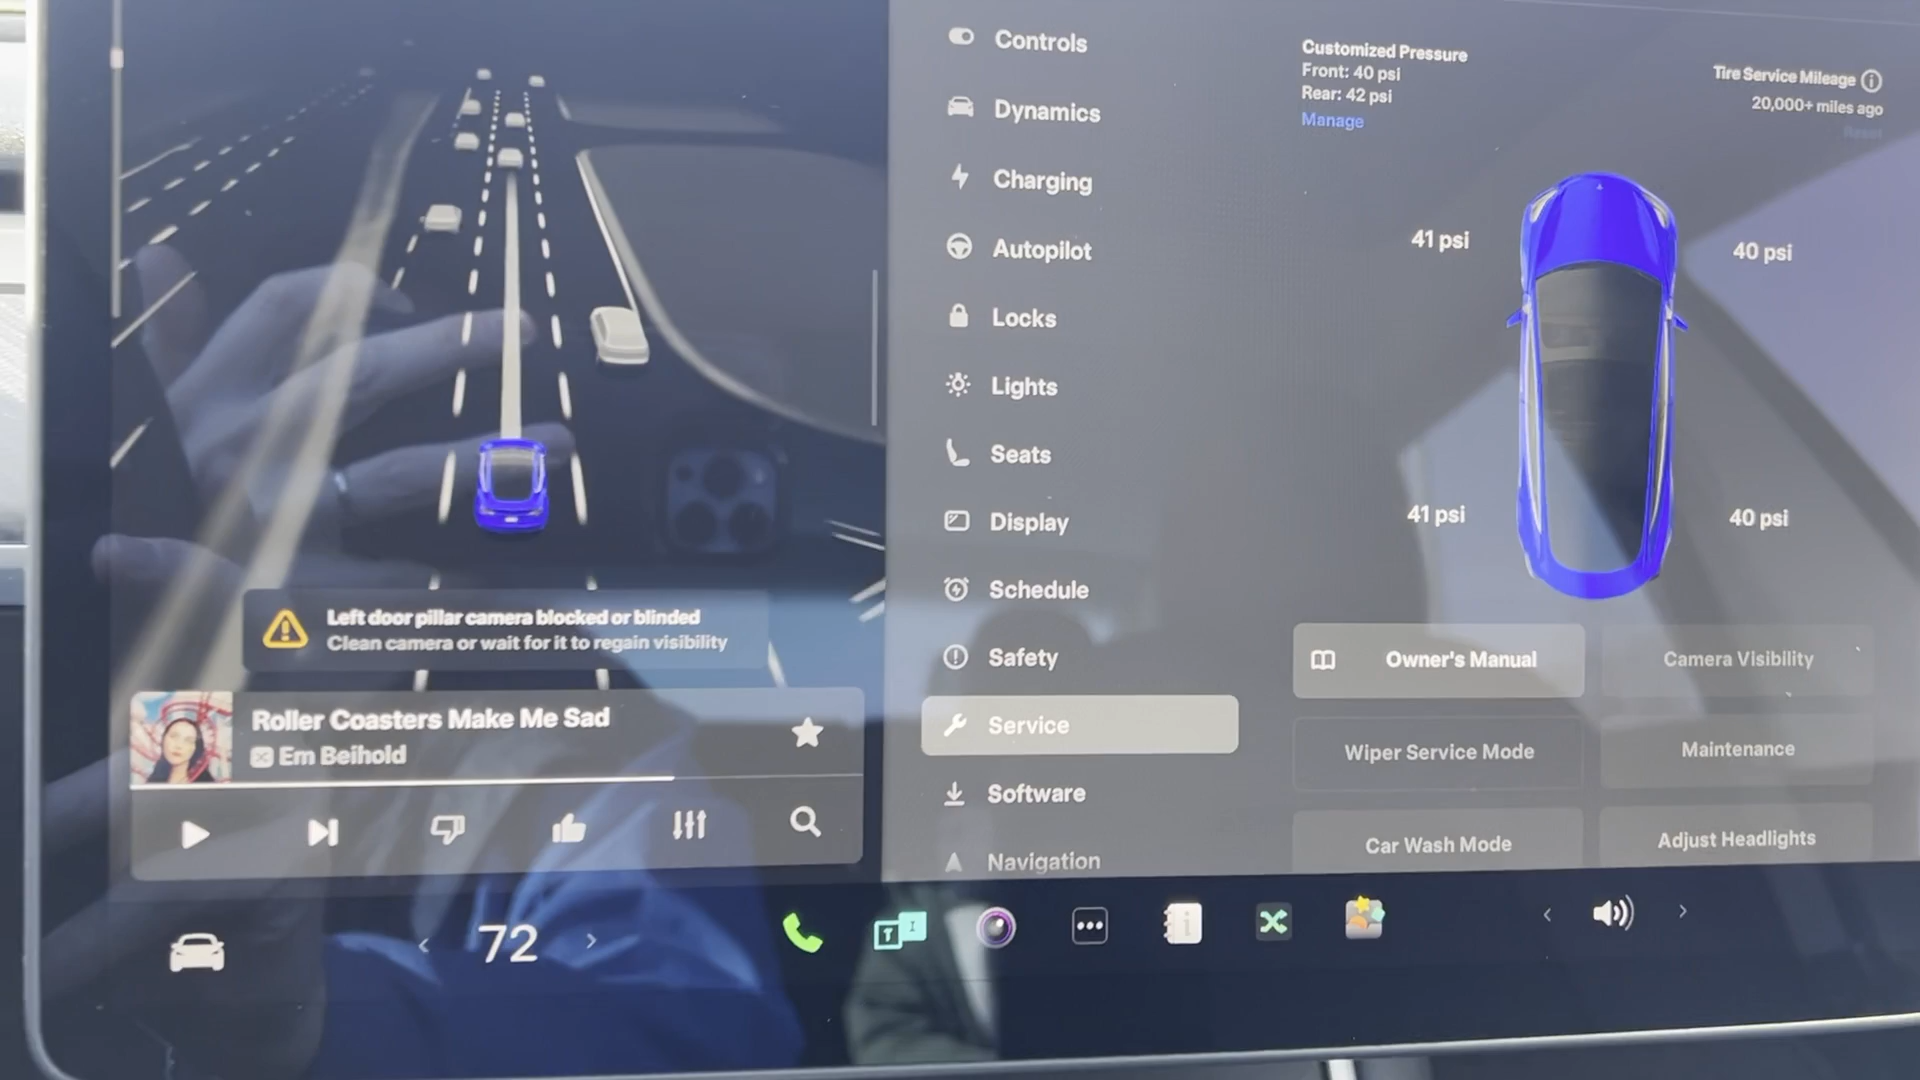 Controls
Dynamics
Charging
Autopilot
Locks
Lights
Seats
Display
Schedule
Safety
Service
Software
Navigation
Customized Pressure
Front: 40 psi
Rear: 42 psi
Manage
Tire Service Mileage
20,000+ miles ago
Reset
41 psi
40 psi
41 psi
40 psi
Owner's Manual
Camera Visibility
Wiper Service Mode
Maintenance
Car Wash Mode
Adjust Headlights
Left door pillar camera blocked or blinded
Clean camera or wait for it to regain visibility
Roller Coasters Make Me Sad
Em Beihold
72